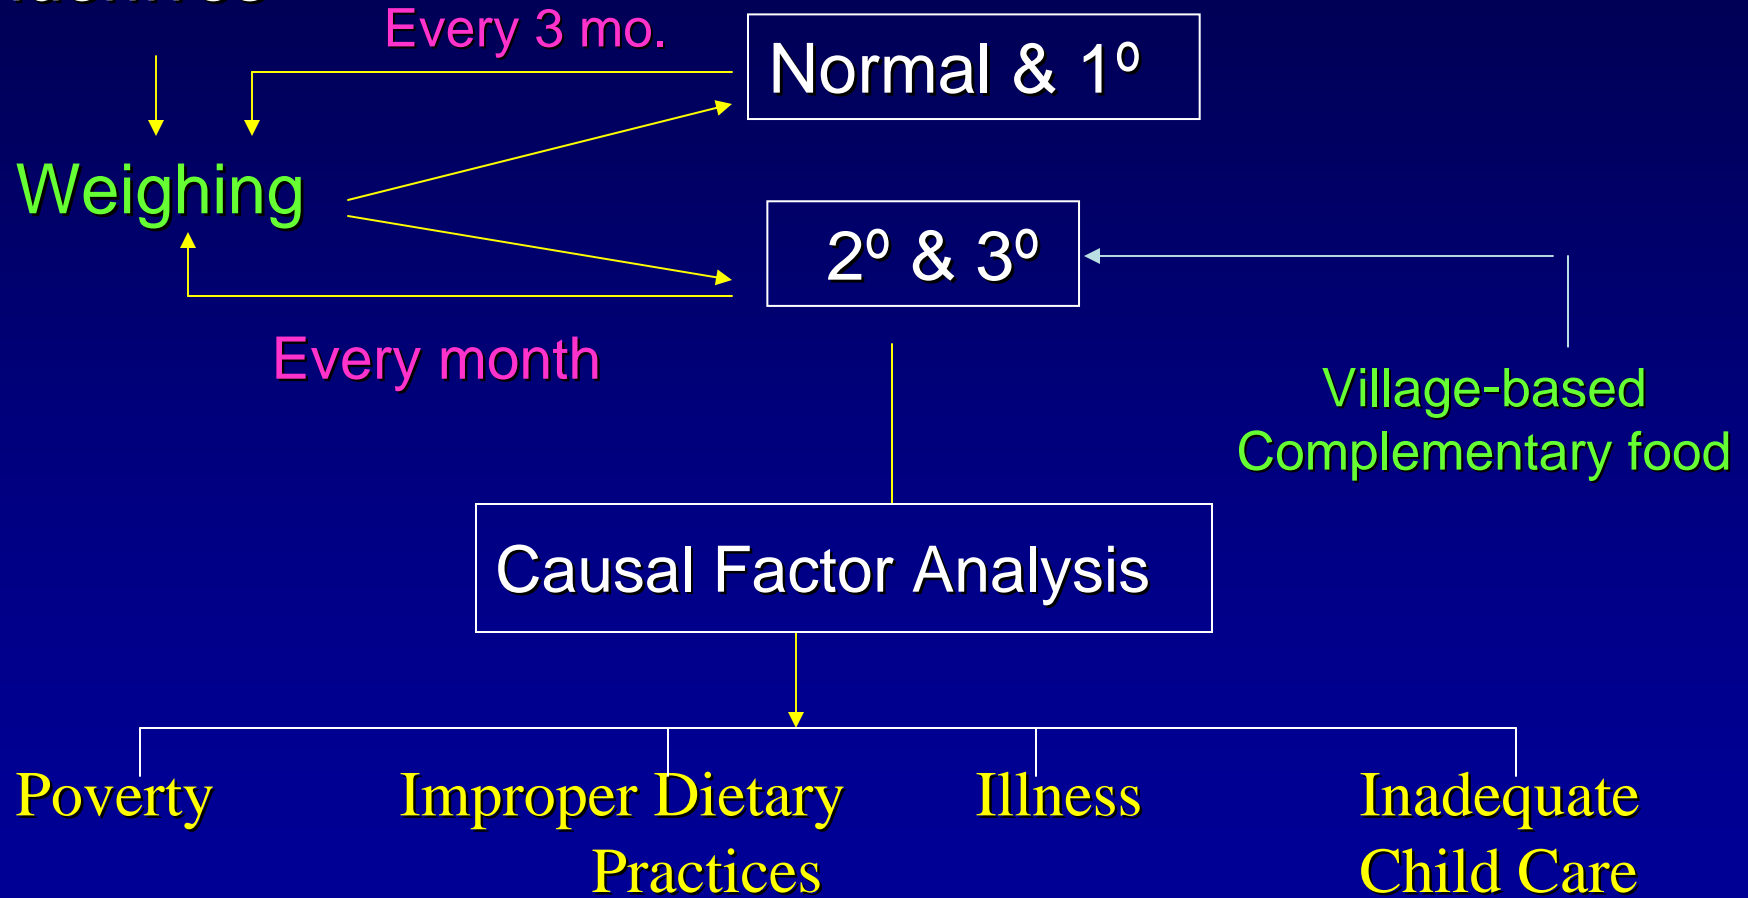 Every 3 mo.
Normal & 1º
Weighing
2º & 3º
Every month
Village-based
Complementary food
Causal Factor Analysis
Poverty
Improper Dietary
Practices
Illness
Inadequate
Child Care